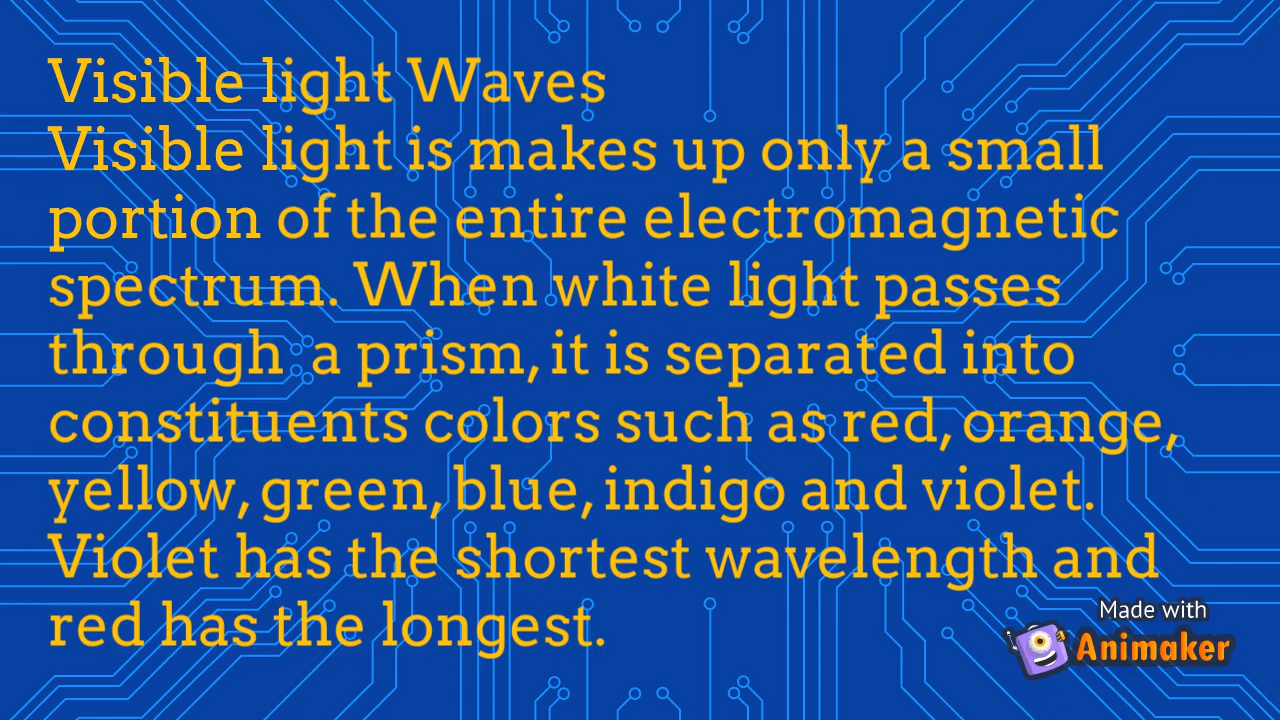 Visible light Waves
Visible light is makes up only a small
portion of the entire electromagnetic
spectrum. When white light passes
through  a prism, it is separated into
constituents colors such as red, orange,
yellow, green, blue, indigo and violet.
Violet has the shortest wavelength and
red has the longest.
Made with
Animaker